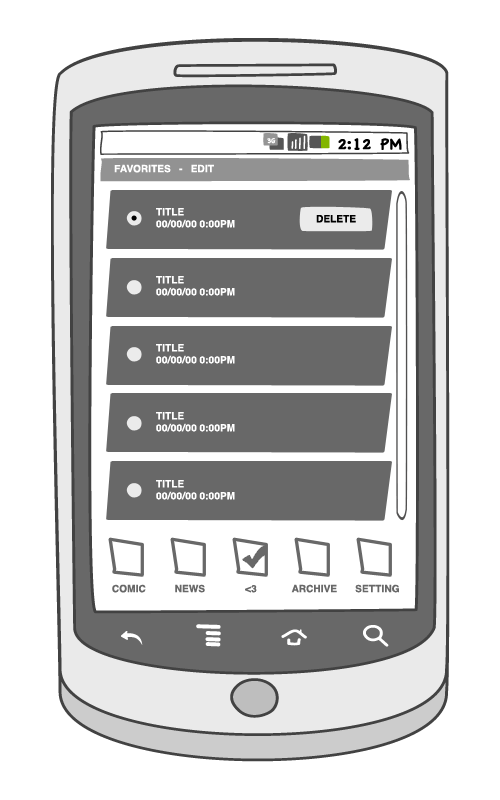 3G 2:12 PM
FAVORITES - EDIT
TITLE
00/00/00 0:00PM
DELETE
TITLE
00/00/00 0:00PM
TITLE
00/00/00 0:00PM
TITLE
00/00/00 0:00PM
TITLE
00/00/00 0:00PM
COMIC NEWS <3 ARCHIVE SETTING